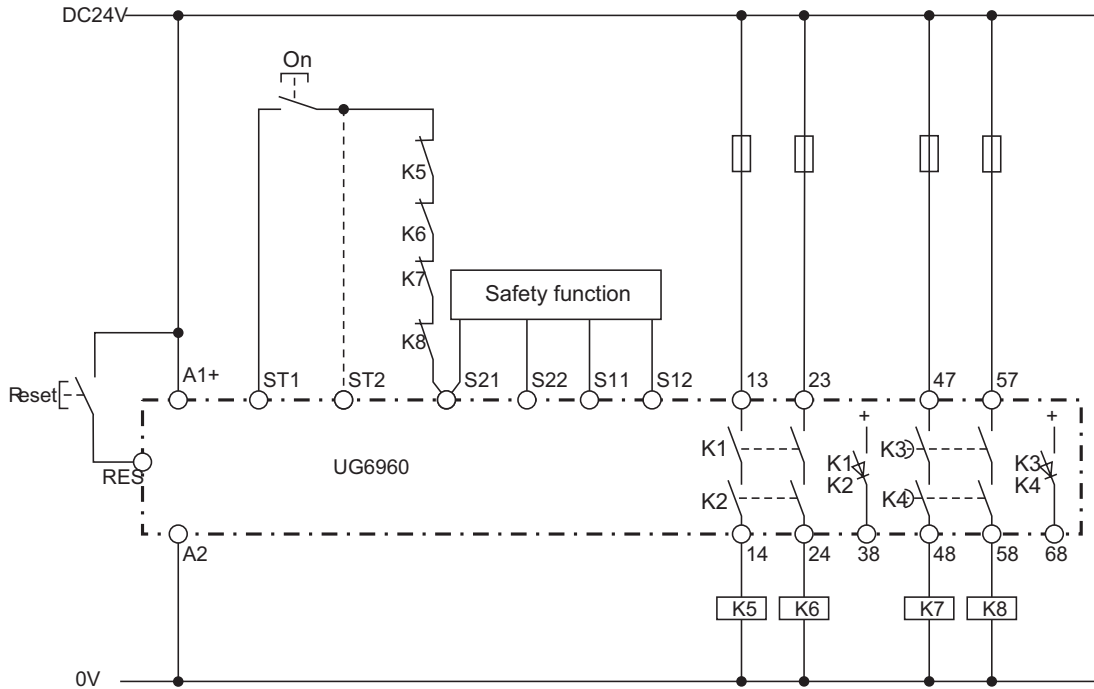 DC24V
On
K5
K6
K7
K8
Safety function
Reset
A1+
ST1
ST2
S21
S22
S11
S12
13
23
47
57
RES
UG6960
K1
K2
+
K1
K2
K3
K4
+
K3
K4
A2
14
24
38
48
58
68
K5
K6
K7
K8
0V